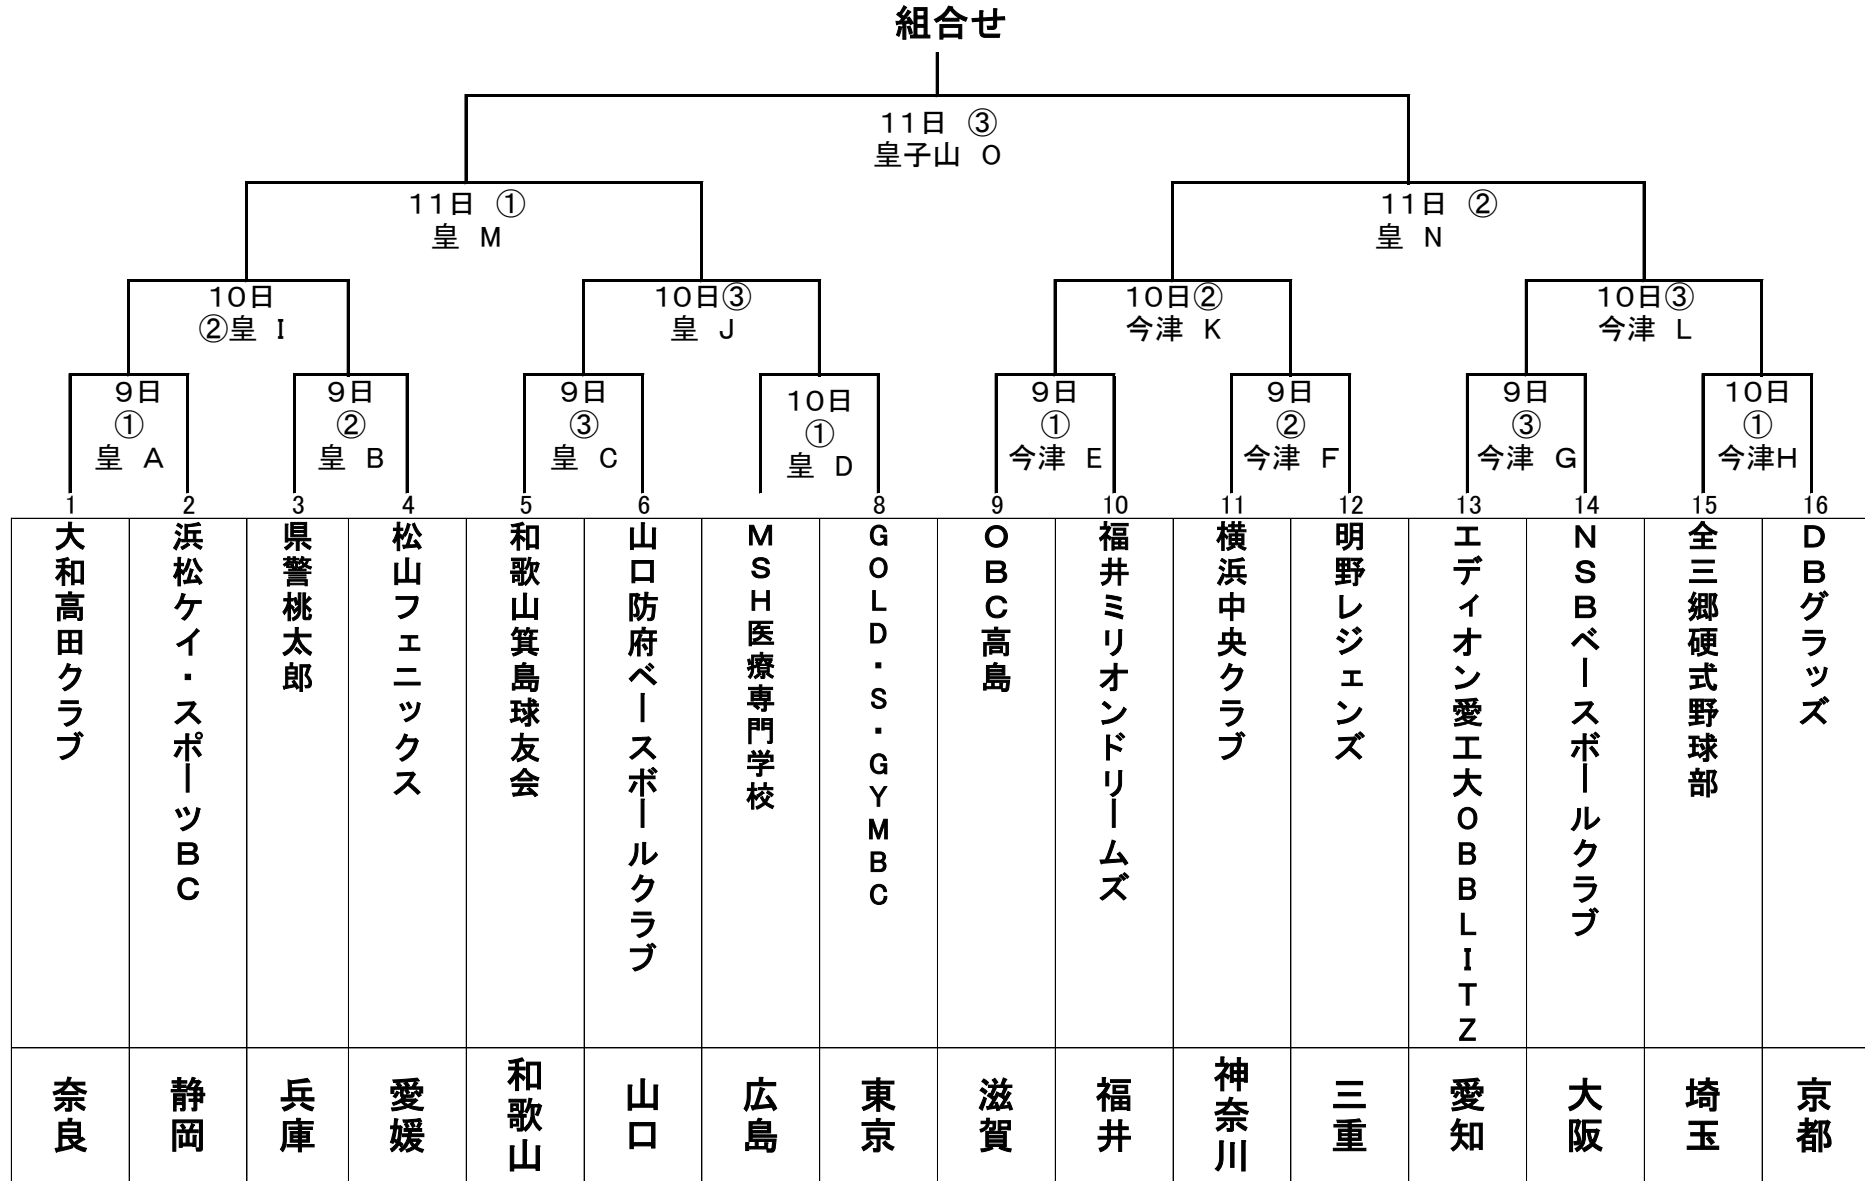 組合せ
11日 ③
皇子山 O
11日 ①
皇 M
11日 ②
皇 N
10日
②皇 I
10日③
皇 J
10日②
今津 K
10日③
今津 L
9日
①
皇 A
9日
②
皇 B
9日
③
皇 C
10日
①
皇 D
9日
①
今津 E
9日
②
今津 F
9日
③
今津 G
10日
①
今津H
1 2 3 4 5 6 8 9 10 11 12 13 14 15 16
大和高田クラブ
浜松ケイ・スポーツBC
県警桃太郎
松山フェニックス
和歌山箕島球友会
山口防府ベースボールクラブ
MSH医療専門学校
GOLD・S・GYMBC
OBC高島
福井ミリオンドリームズ
横浜中央クラブ
明野レジェンズ
エディオン愛工大OBBLITZ
NSBベースボールクラブ
全三郷硬式野球部
DBグラッズ
奈良
静岡
兵庫
愛媛
和歌山
山口
広島
東京
滋賀
福井
神奈川
三重
愛知
大阪
埼玉
京都